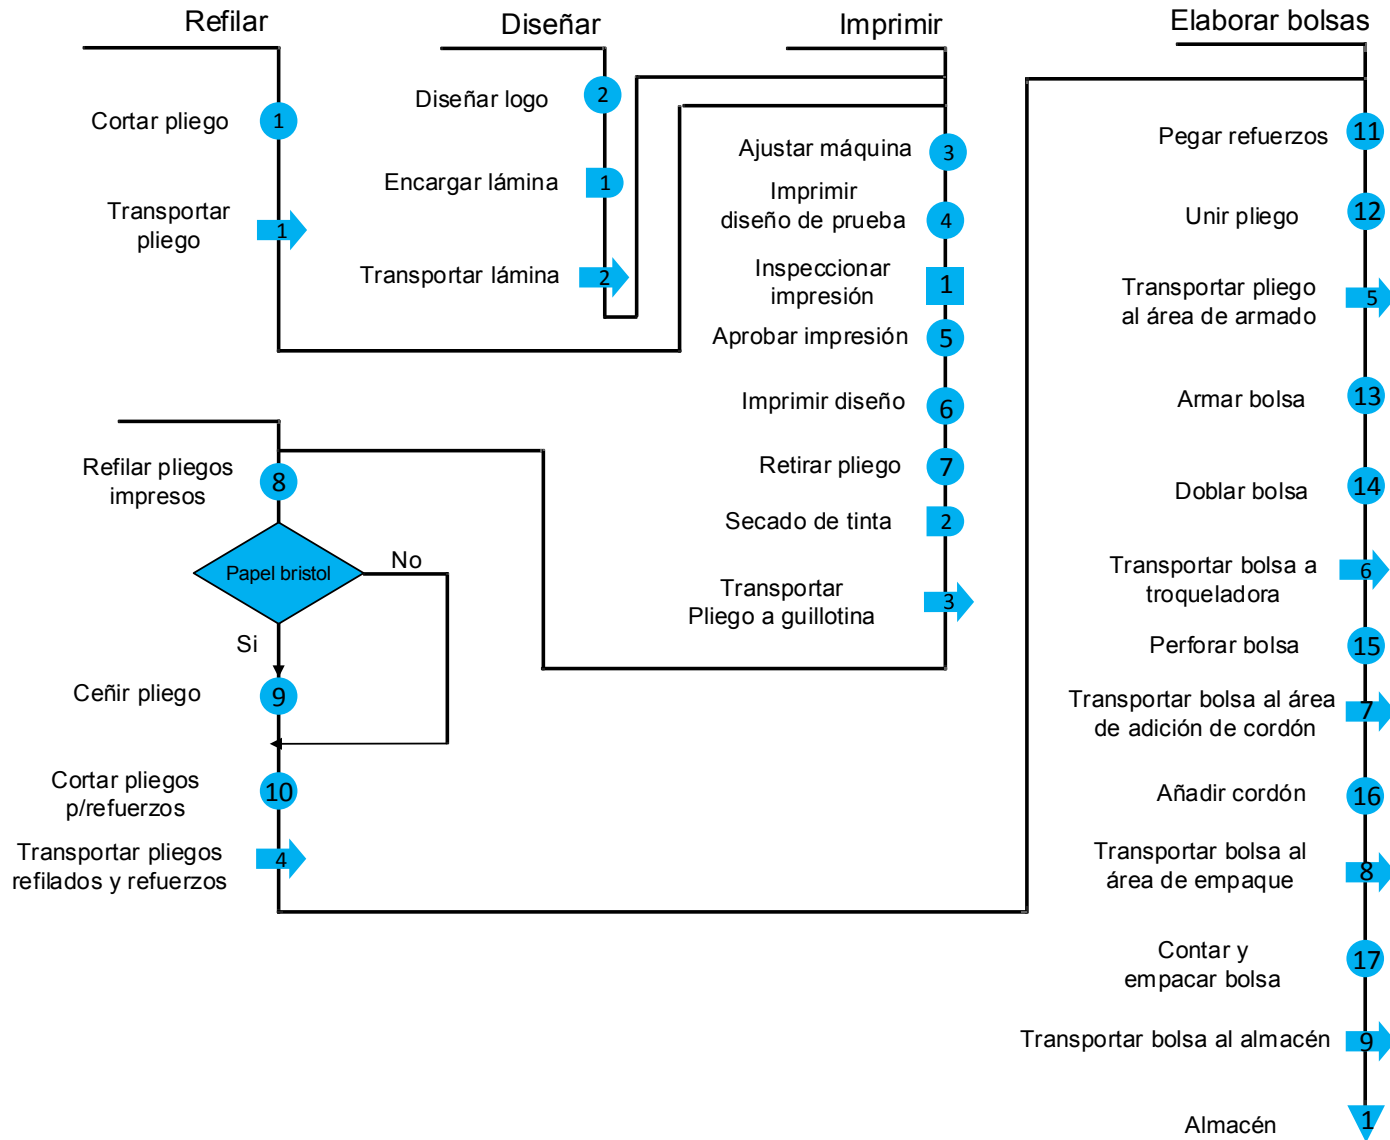 Refilar
Cortar pliego
1
Transportar
pliego
1
Diseñar
Diseñar logo
2
Encargar lámina
1
Transportar lámina
2
Imprimir
Ajustar máquina
3
Imprimir
diseño de prueba
4
Inspeccionar
impresión
1
Aprobar impresión
5
Imprimir diseño
6
Retirar pliego
7
Secado de tinta
2
Transportar
Pliego a guillotina
3
Refilar pliegos
impresos
8
Papel bristol
No
Si
Ceñir pliego
9
Cortar pliegos
p/refuerzos
10
Transportar pliegos
refilados y refuerzos
4
Elaborar bolsas
Pegar refuerzos
11
Unir pliego
12
Transportar pliego
al área de armado
5
Armar bolsa
13
Doblar bolsa
14
Transportar bolsa a
troqueladora
6
Perforar bolsa
15
Transportar bolsa al área
de adición de cordón
7
Añadir cordón
16
Transportar bolsa al
área de empaque
8
Contar y
empacar bolsa
17
Transportar bolsa al almacén
9
Almacén
1